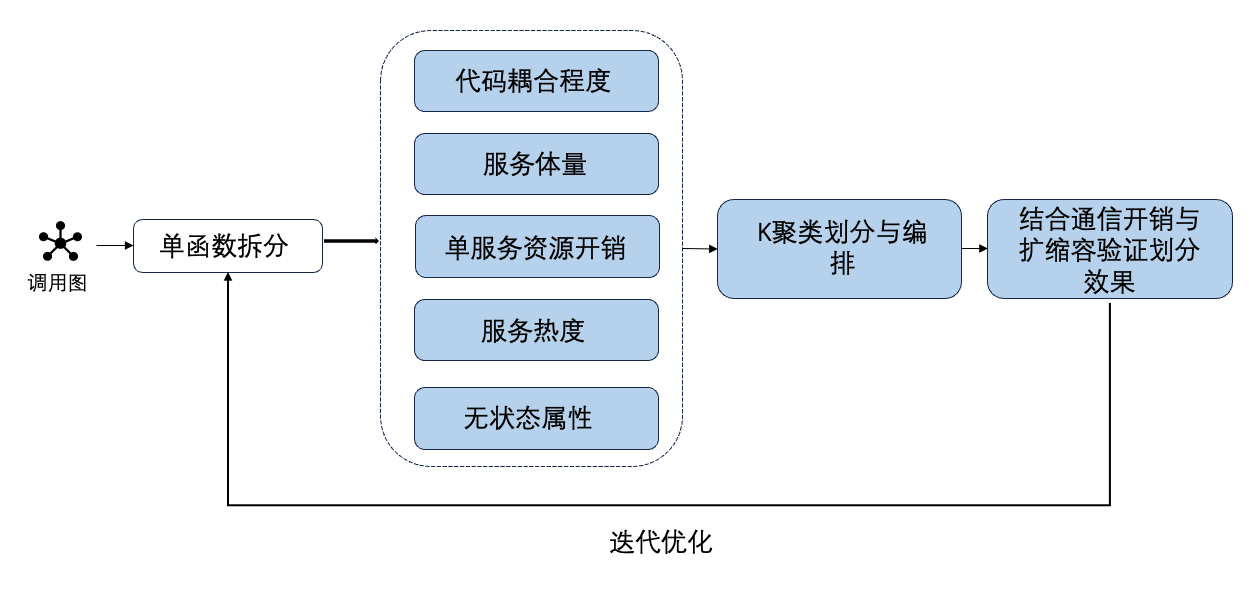 调用图
单函数拆分
代码耦合程度
服务体量
单服务资源开销
服务热度
无状态属性
K聚类划分与编
排
结合通信开销与
扩缩容验证划分
效果
迭代优化